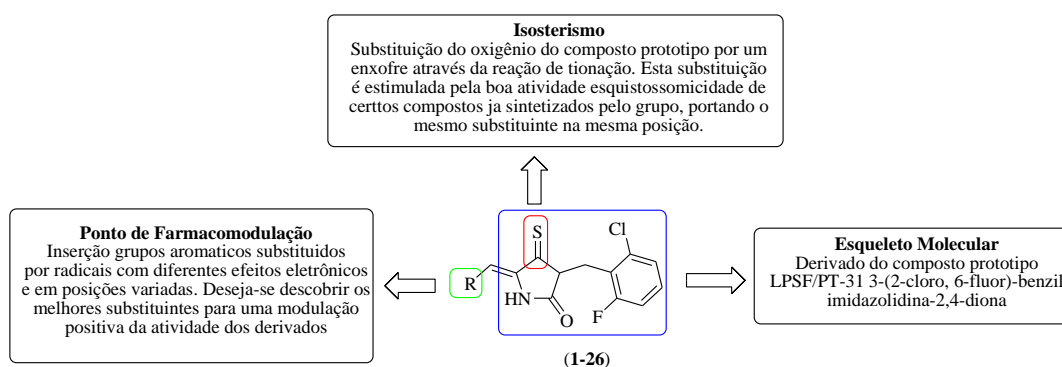 Isosterismo
Substituição do oxigênio do composto prototipo por um
enxofre através da reação de tionação. Esta substituição
é estimulada pela boa atividade esquistossomicidade de
certtos compostos ja sintetizados pelo grupo, portando o
mesmo substituinte na mesma posição.
Ponto de Farmacomodulação
Inserção grupos aromaticos substituidos
por radicais com diferentes efeitos eletrônicos
e em posições variadas. Deseja-se descobrir os
melhores substituintes para uma modulação
positiva da atividade dos derivados
S
Cl
R
HN
O
F
(1-26)
Esqueleto Molecular
Derivado do composto prototipo
LPSF/PT-31 3-(2-cloro, 6-fluor)-benzil
imidazolidina-2,4-diona